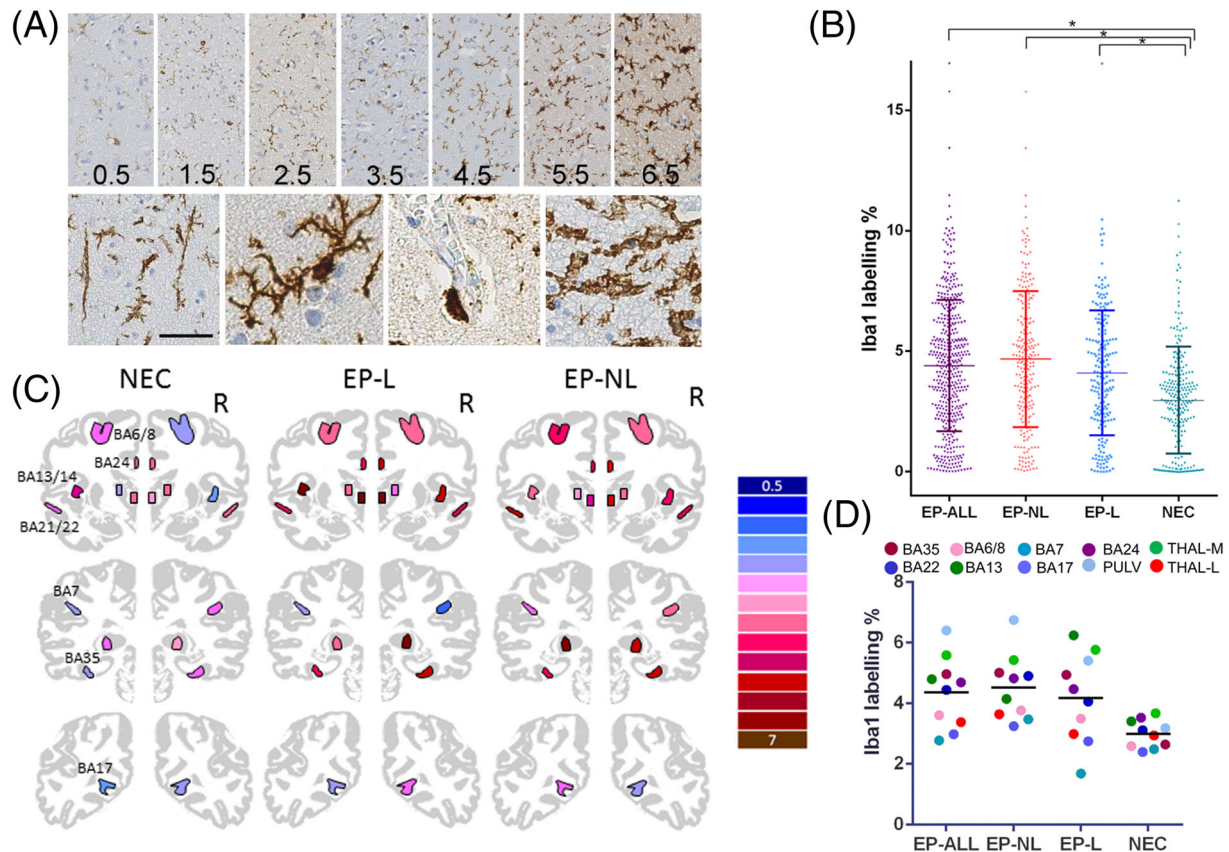 (A)
0.5 1.5 2.5 3.5 4.5 5.5 6.5
(B)
* * *
Iba1 labelling %
15
10
5
0
EP-ALL EP-NL EP-L NEC
(C)
NEC EP-L EP-NL
R R R
BA6/8
BA24
BA13/14
BA21/22
BA7
BA35
BA17
0.5
7
(D)
BA35 BA6/8 BA7 BA24 THAL-M
BA22 BA13 BA17 PULV THAL-L
Iba1 labelling %
8
6
4
2
0
EP-ALL EP-NL EP-L NEC